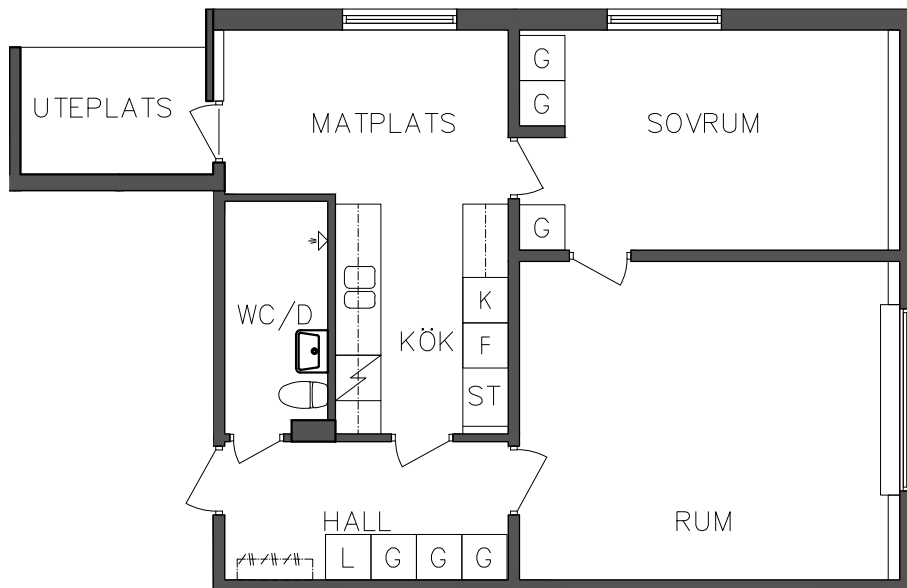 G
G
UTEPLATS
MATPLATS
SOVRUM
G
K
WC/D
KÖK
F
ST
HALL
RUM
L G G G